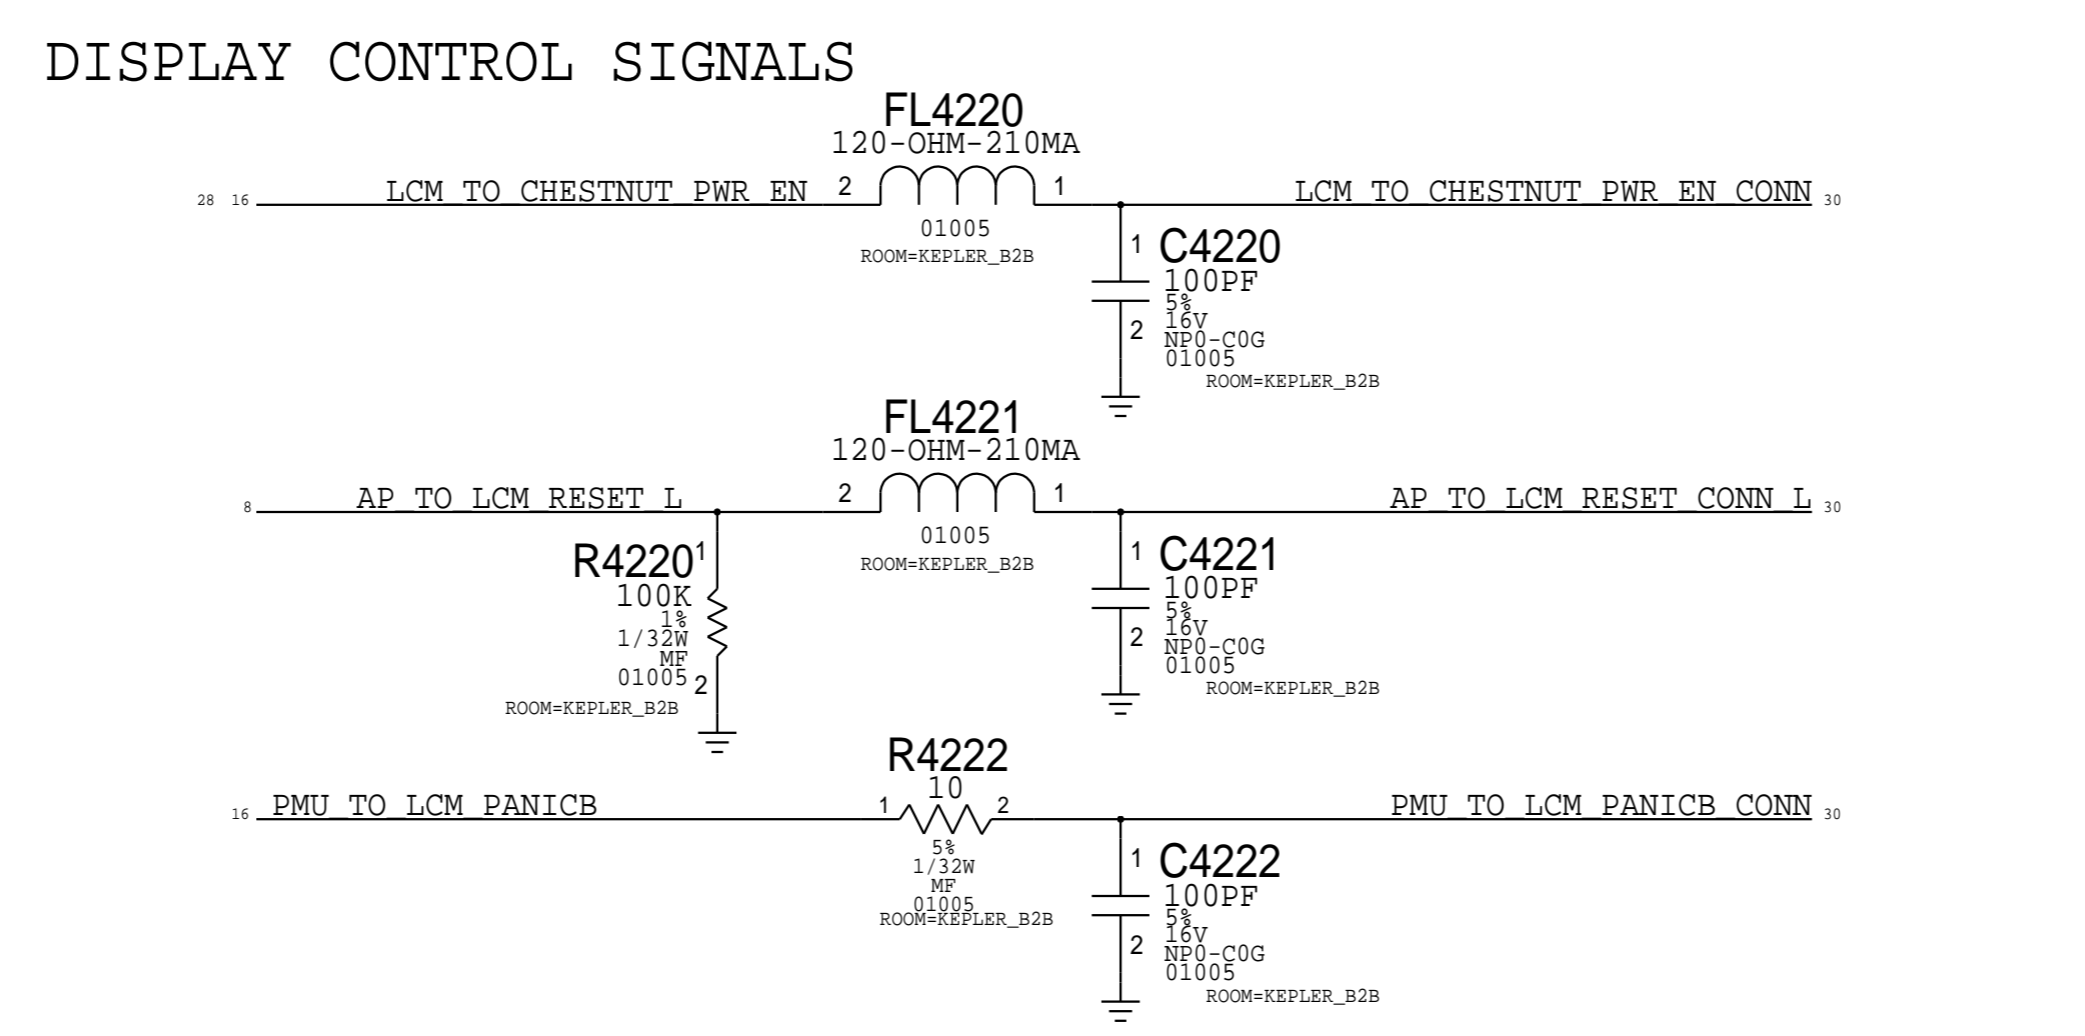 DISPLAY CONTROL SIGNALS
FL4220
120-OHM-210MA
28 16 LCM_TO_CHESTNUT_PWR_EN 2 1 LCM_TO_CHESTNUT_PWR_EN_CONN 30
01005
ROOM=KEPLER_B2B
1 C4220
100PF
5%
16V
2 NP0-C0G
01005
ROOM=KEPLER_B2B
FL4221
120-OHM-210MA
8 AP_TO_LCM_RESET_L 2 1 AP_TO_LCM_RESET_CONN_L 30
01005
ROOM=KEPLER_B2B
R4220 1
100K
1%
1/32W
MF
01005 2
ROOM=KEPLER_B2B
1 C4221
100PF
5%
16V
2 NP0-C0G
01005
ROOM=KEPLER_B2B
R4222
10
16 PMU_TO_LCM_PANICB 1 2 PMU_TO_LCM_PANICB_CONN 30
5%
1/32W
MF
01005
ROOM=KEPLER_B2B
1 C4222
100PF
5%
16V
2 NP0-C0G
01005
ROOM=KEPLER_B2B